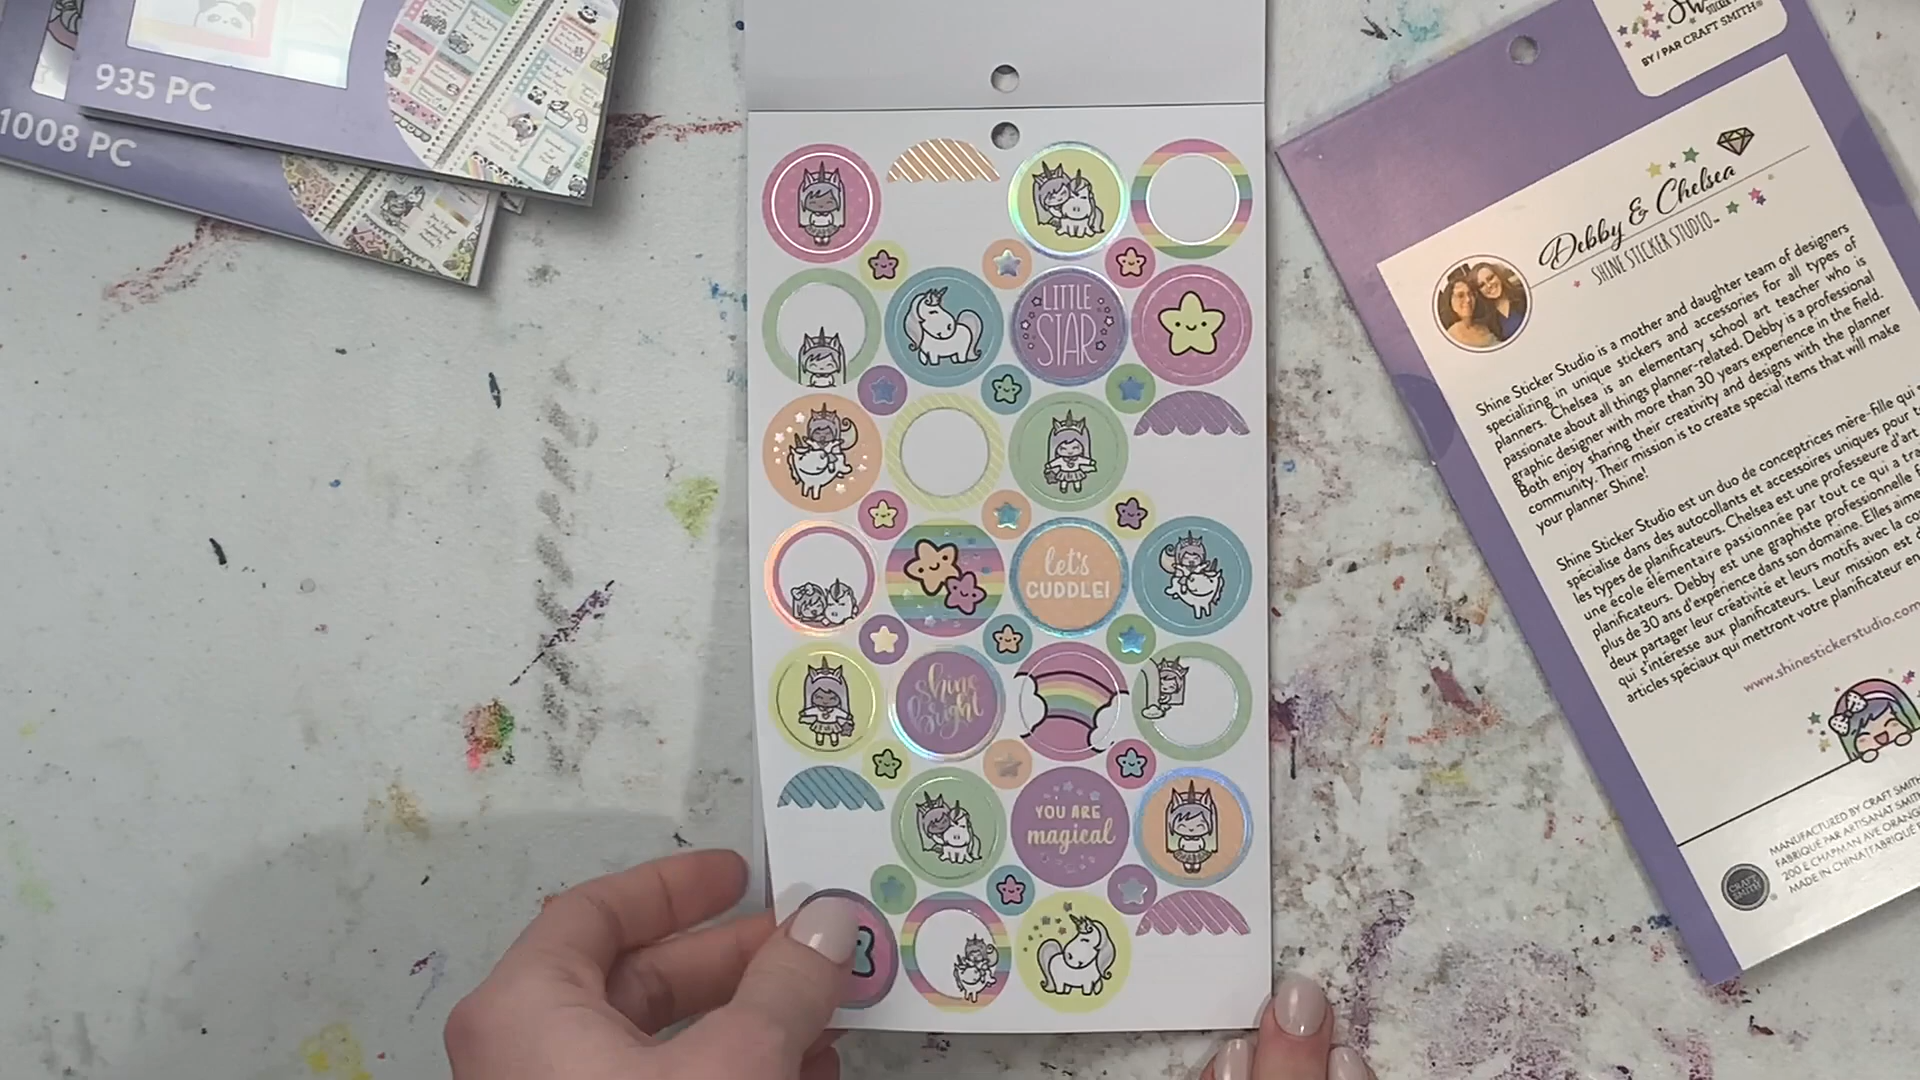 935 PC
1008 PC
LITTLE
STAR
let's
CUDDLE!
shine
bright
YOU ARE
magical
BY / PAR CRAFT SMITH®
Debby & Chelsea
SHINE STICKER STUDIO™
Shine Sticker Studio is a mother and daughter team of designers
specializing in unique stickers and accessories for all types of
planners. Chelsea is an elementary school art teacher who is
passionate about all things planner-related. Debby is a professional
graphic designer with more than 30 years experience in the field.
Both enjoy sharing their creativity and designs with the planner
community. Their mission is to create special items that will make
your planner Shine!
Shine Sticker Studio est un duo de conceptrices mère-fille qui
spécialise dans des autocollants et accessoires uniques pour
les types de planificateurs. Chelsea est une professeure d'art
une école élémentaire passionnée par tout ce qui a
planificateurs. Debby est une graphiste professionnelle
plus de 30 ans d'expérience dans son domaine. Elles
deux partager leur créativité et leurs motifs avec la
qui s'intéresse aux planificateurs. Leur mission est
articles spéciaux qui mettront votre planificateur en
www.shinestickerstudio.com
MANUFACTURED BY CRAFT SMITH
FABRIQUÉ PAR ARTISANAT
200 E CHAPMAN AVE ORANGE
MADE IN CHINA | FABRIQUÉ
CRAFT
SMITH